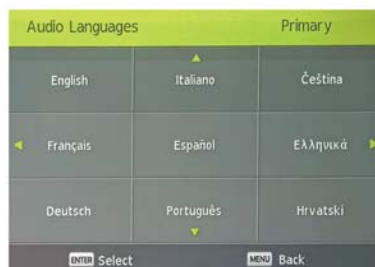 Audio Languages Primary
English Italiano Čeština
Français Español Ελληνικά
Deutsch Português Hrvatski
ENTER Select MENU Back